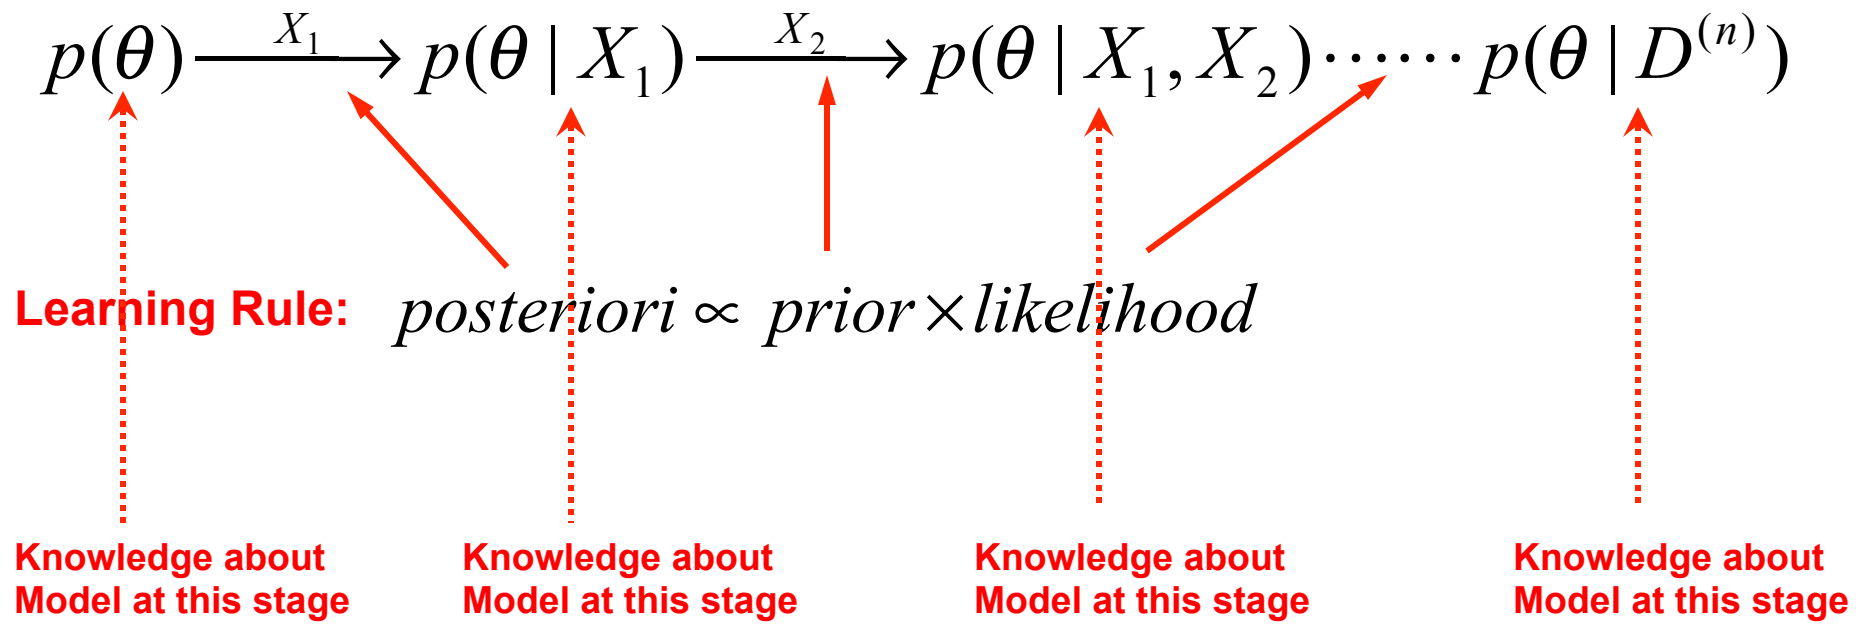 p(θ) —X₁→ p(θ | X₁) —X₂→ p(θ | X₁, X₂) ⋯⋯ p(θ | D⁽ⁿ⁾)
Learning Rule: posteriori ∝ prior × likelihood
Knowledge about
Model at this stage
Knowledge about
Model at this stage
Knowledge about
Model at this stage
Knowledge about
Model at this stage